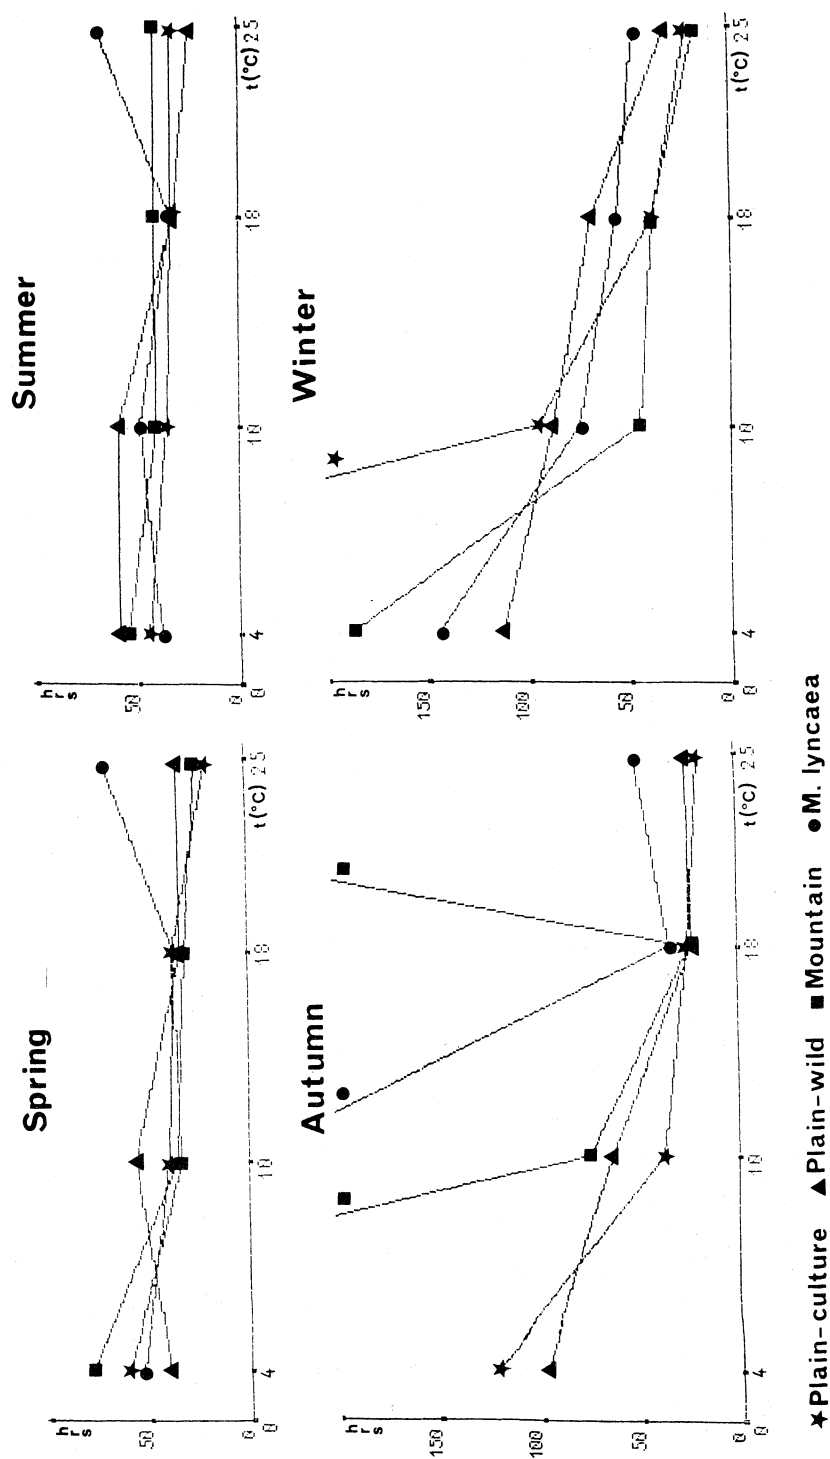 Spring
hrs
50
0
0
4
10
18
25
t(°C)
Summer
hrs
50
0
0
4
10
18
25
t(°C)
Autumn
hrs
150
100
50
0
0
4
10
18
25
t(°C)
Winter
hrs
150
100
50
0
0
4
10
18
25
t(°C)
★Plain-culture ▲Plain-wild ■Mountain ●M. lyncaea